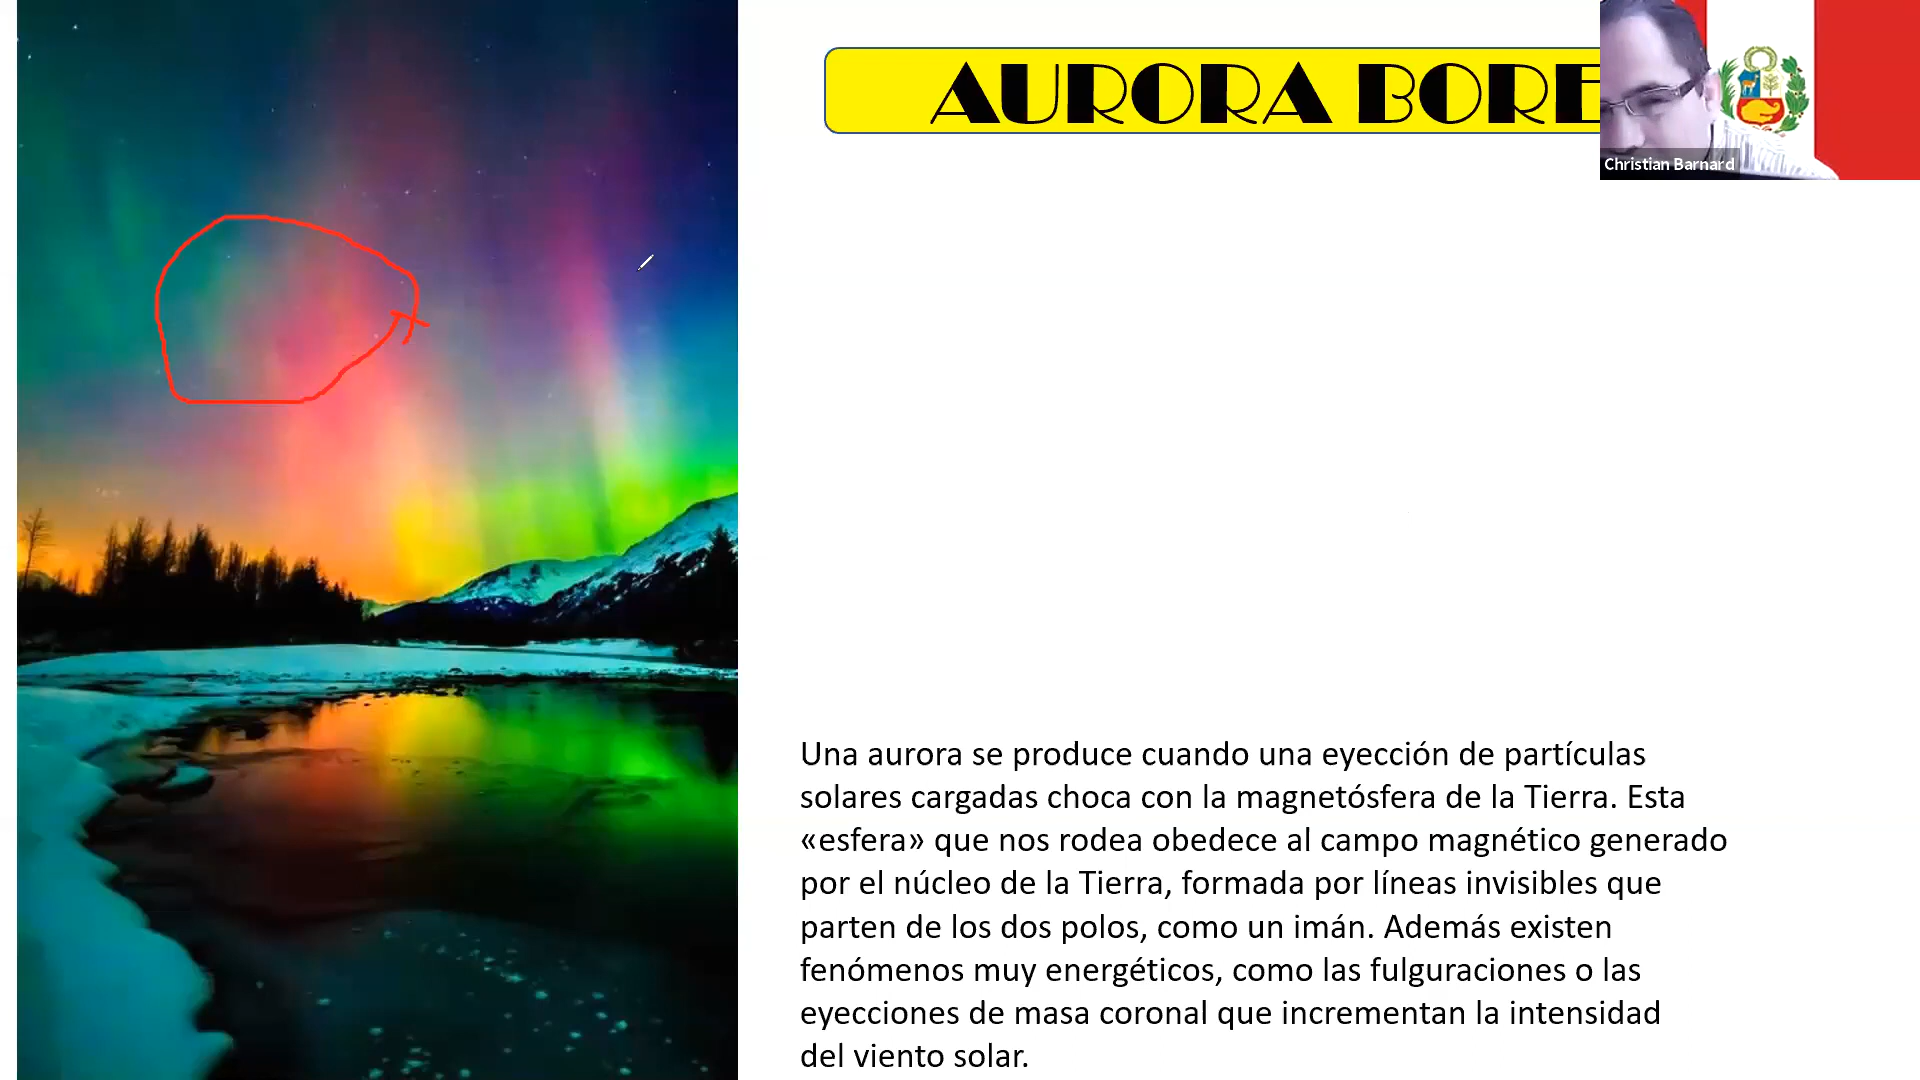 AURORA BORE
Christian Barnard
Una aurora se produce cuando una eyección de partículas
solares cargadas choca con la magnetósfera de la Tierra. Esta
«esfera» que nos rodea obedece al campo magnético generado
por el núcleo de la Tierra, formada por líneas invisibles que
parten de los dos polos, como un imán. Además existen
fenómenos muy energéticos, como las fulguraciones o las
eyecciones de masa coronal que incrementan la intensidad
del viento solar.